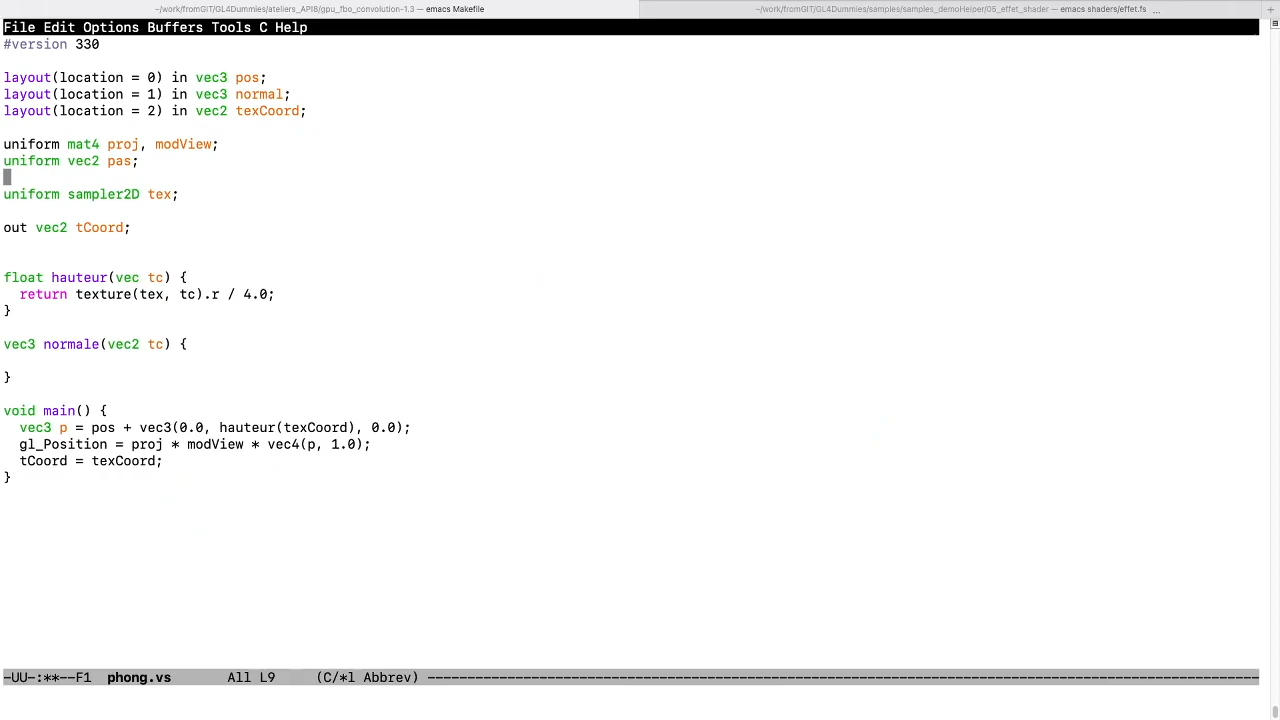 ~/work/fromGIT/GL4Dummies/ateliers_API8/gpu_fbo_convolution-1.3 — emacs Makefile
~/work/fromGIT/GL4Dummies/samples/samples_demoHelper/05_effet_shader — emacs shaders/effet.fs ...
File Edit Options Buffers Tools C Help
#version 330
layout(location = 0) in vec3 pos;
layout(location = 1) in vec3 normal;
layout(location = 2) in vec2 texCoord;
uniform mat4 proj, modView;
uniform vec2 pas;
uniform sampler2D tex;
out vec2 tCoord;
float hauteur(vec tc) {
  return texture(tex, tc).r / 4.0;
}
vec3 normale(vec2 tc) {
}
void main() {
  vec3 p = pos + vec3(0.0, hauteur(texCoord), 0.0);
  gl_Position = proj * modView * vec4(p, 1.0);
  tCoord = texCoord;
}
-UU-:**--F1  phong.vs       All L9     (C/*l Abbrev) --------------------------------------------------------------------------------------------------------